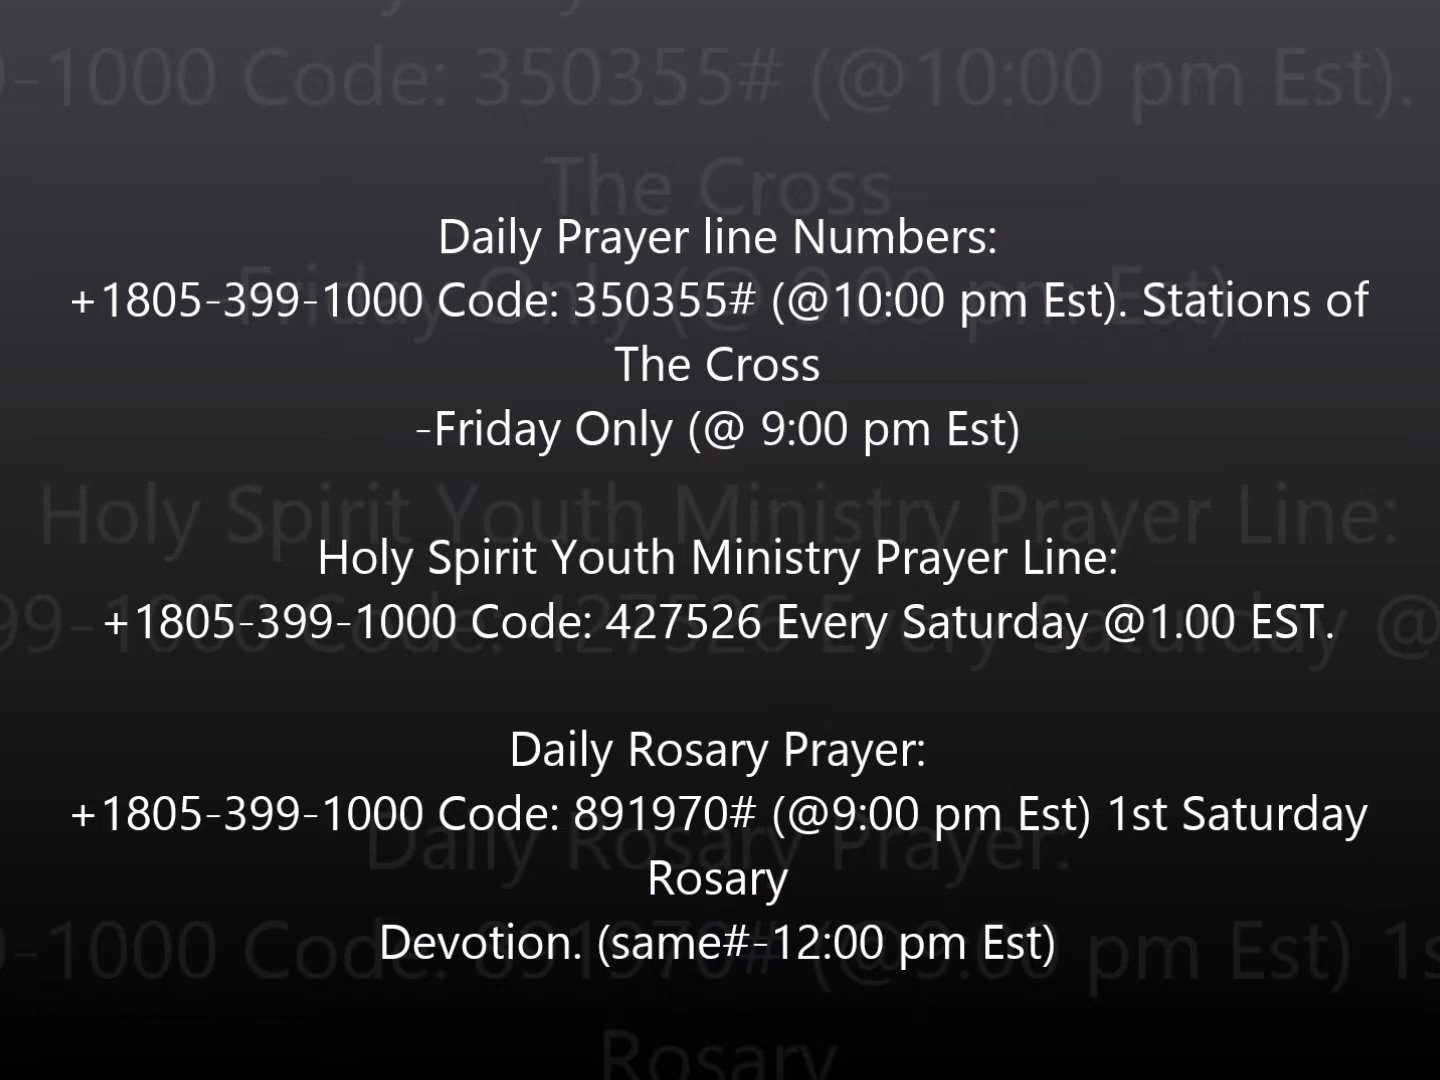 Daily Prayer line Numbers:
+1805-399-1000 Code: 350355# (@10:00 pm Est). Stations of
The Cross
-Friday Only (@ 9:00 pm Est)
Holy Spirit Youth Ministry Prayer Line:
+1805-399-1000 Code: 427526 Every Saturday @1.00 EST.
Daily Rosary Prayer:
+1805-399-1000 Code: 891970# (@9:00 pm Est) 1st Saturday
Rosary
Devotion. (same#-12:00 pm Est)